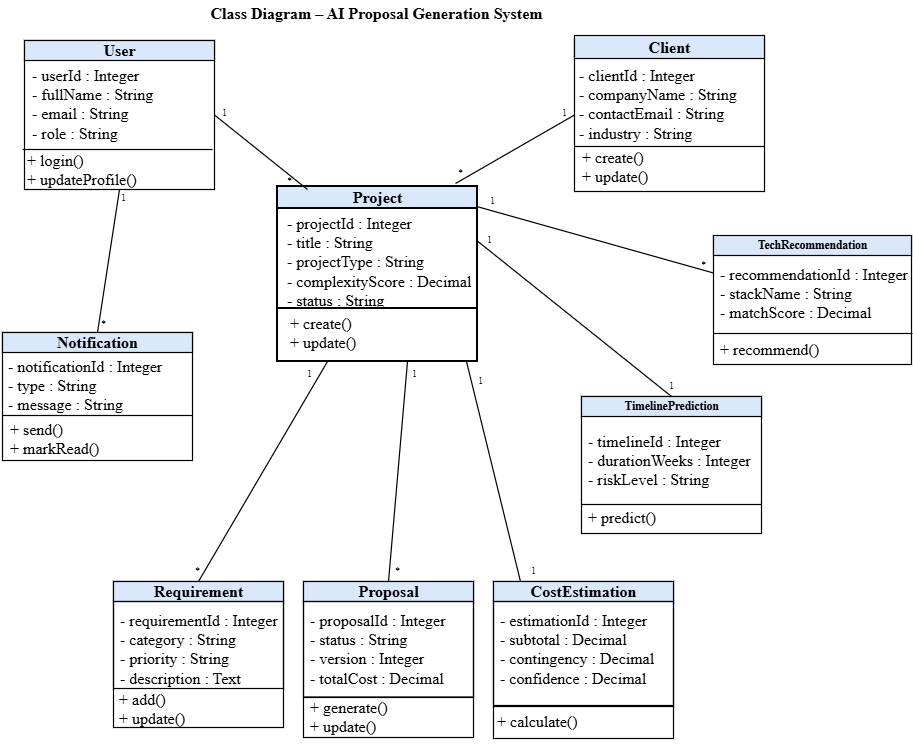 Class Diagram – AI Proposal Generation System
User
- userId : Integer
- fullName : String
- email : String
- role : String
+ login()
+ updateProfile()
1
*
Client
- clientId : Integer
- companyName : String
- contactEmail : String
- industry : String
+ create()
+ update()
1
*
Project
- projectId : Integer
- title : String
- projectType : String
- complexityScore : Decimal
- status : String
+ create()
+ update()
1
*
TechRecommendation
- recommendationId : Integer
- stackName : String
- matchScore : Decimal
+ recommend()
1
*
Notification
- notificationId : Integer
- type : String
- message : String
+ send()
+ markRead()
1
1
TimelinePrediction
- timelineId : Integer
- durationWeeks : Integer
- riskLevel : String
+ predict()
1
*
Requirement
- requirementId : Integer
- category : String
- priority : String
- description : Text
+ add()
+ update()
1
*
Proposal
- proposalId : Integer
- status : String
- version : Integer
- totalCost : Decimal
+ generate()
+ update()
1
1
CostEstimation
- estimationId : Integer
- subtotal : Decimal
- contingency : Decimal
- confidence : Decimal
+ calculate()